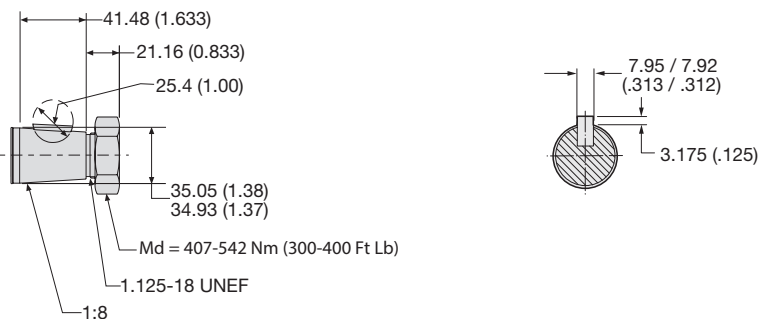 41.48 (1.633)
21.16 (0.833)
25.4 (1.00)
35.05 (1.38)
34.93 (1.37)
Md = 407-542 Nm (300-400 Ft Lb)
1.125-18 UNEF
1:8
7.95 / 7.92
(.313 / .312)
3.175 (.125)